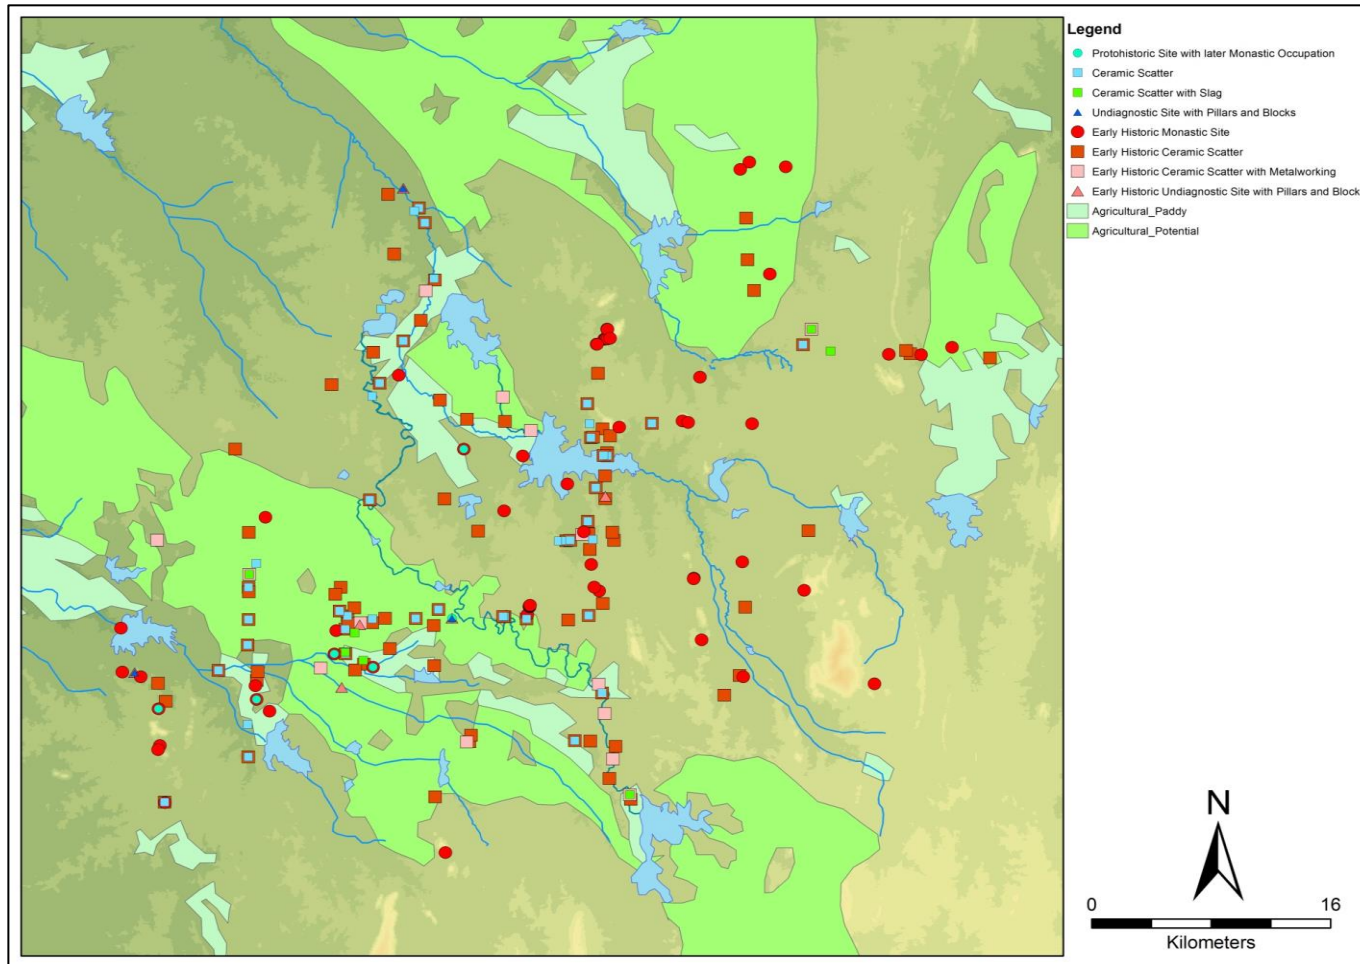 Legend
Protohistoric Site with later Monastic Occupation
Ceramic Scatter
Ceramic Scatter with Slag
Undiagnostic Site with Pillars and Blocks
Early Historic Monastic Site
Early Historic Ceramic Scatter
Early Historic Ceramic Scatter with Metalworking
Early Historic Undiagnostic Site with Pillars and Block
Agricultural_Paddy
Agricultural_Potential
N
0 16
Kilometers